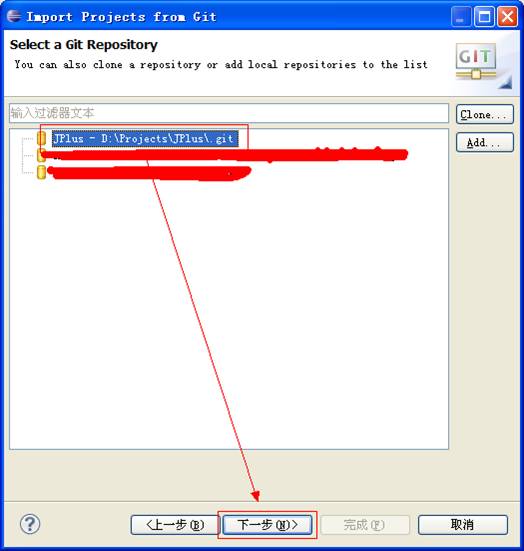 Import Projects from Git
Select a Git Repository
You can also clone a repository or add local repositories to the list
GIT
输入过滤器文本
Clone...
JPlus - D:\Projects\JPlus\.git
Add...
?
<上一步(B)
下一步(N)>
完成(F)
取消